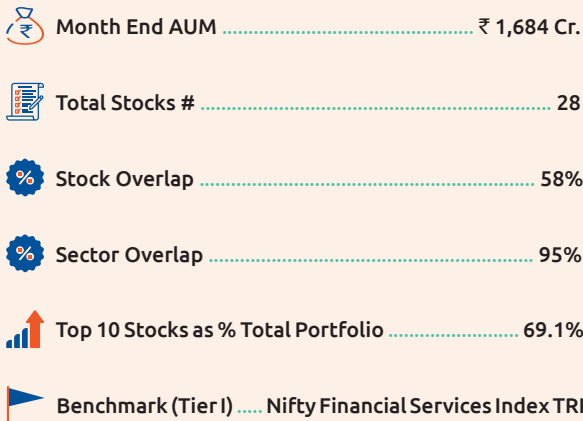 Month End AUM ₹ 1,684 Cr.
Total Stocks # 28
Stock Overlap 58%
Sector Overlap 95%
Top 10 Stocks as % Total Portfolio 69.1%
Benchmark (Tier I) Nifty Financial Services Index TRI